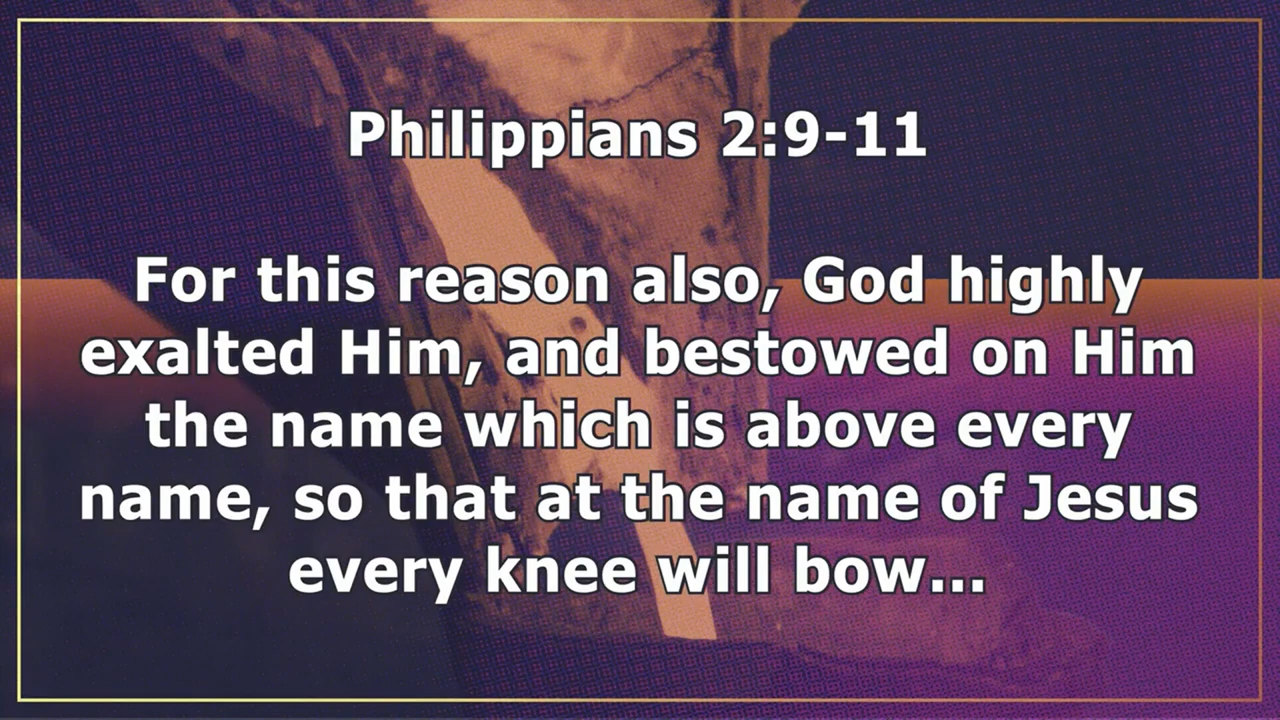 Philippians 2:9-11
For this reason also, God highly
exalted Him, and bestowed on Him
the name which is above every
name, so that at the name of Jesus
every knee will bow...